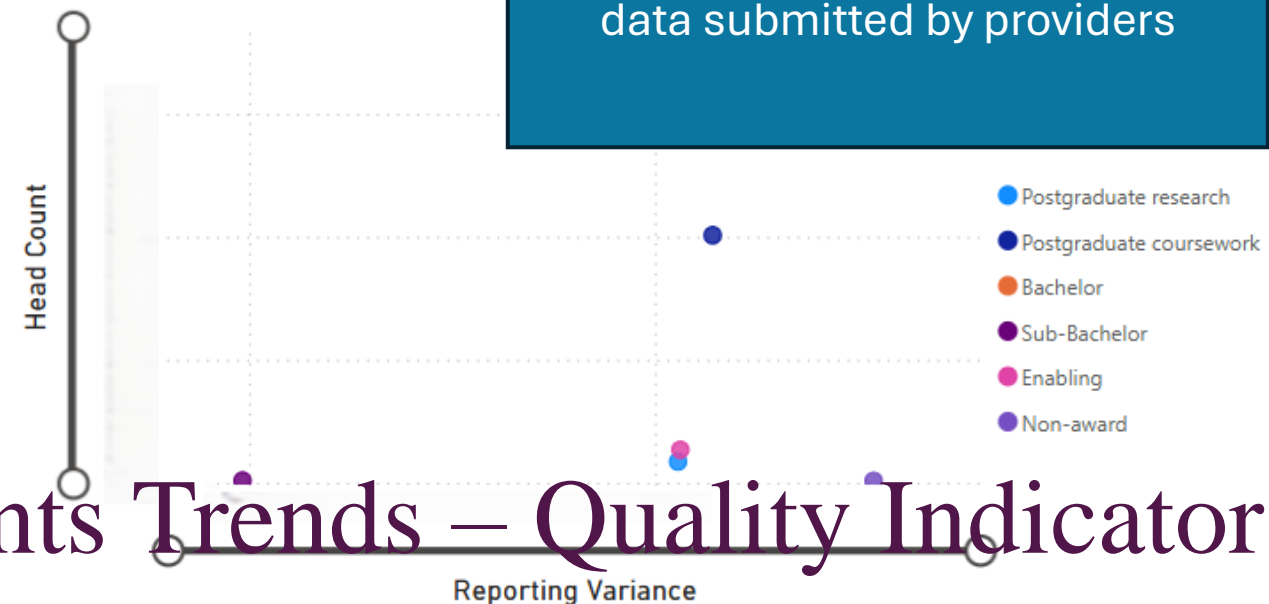 data submitted by providers
Head Count
Postgraduate research
Postgraduate coursework
Bachelor
Sub-Bachelor
Enabling
Non-award
nts Trends – Quality Indicator
Reporting Variance